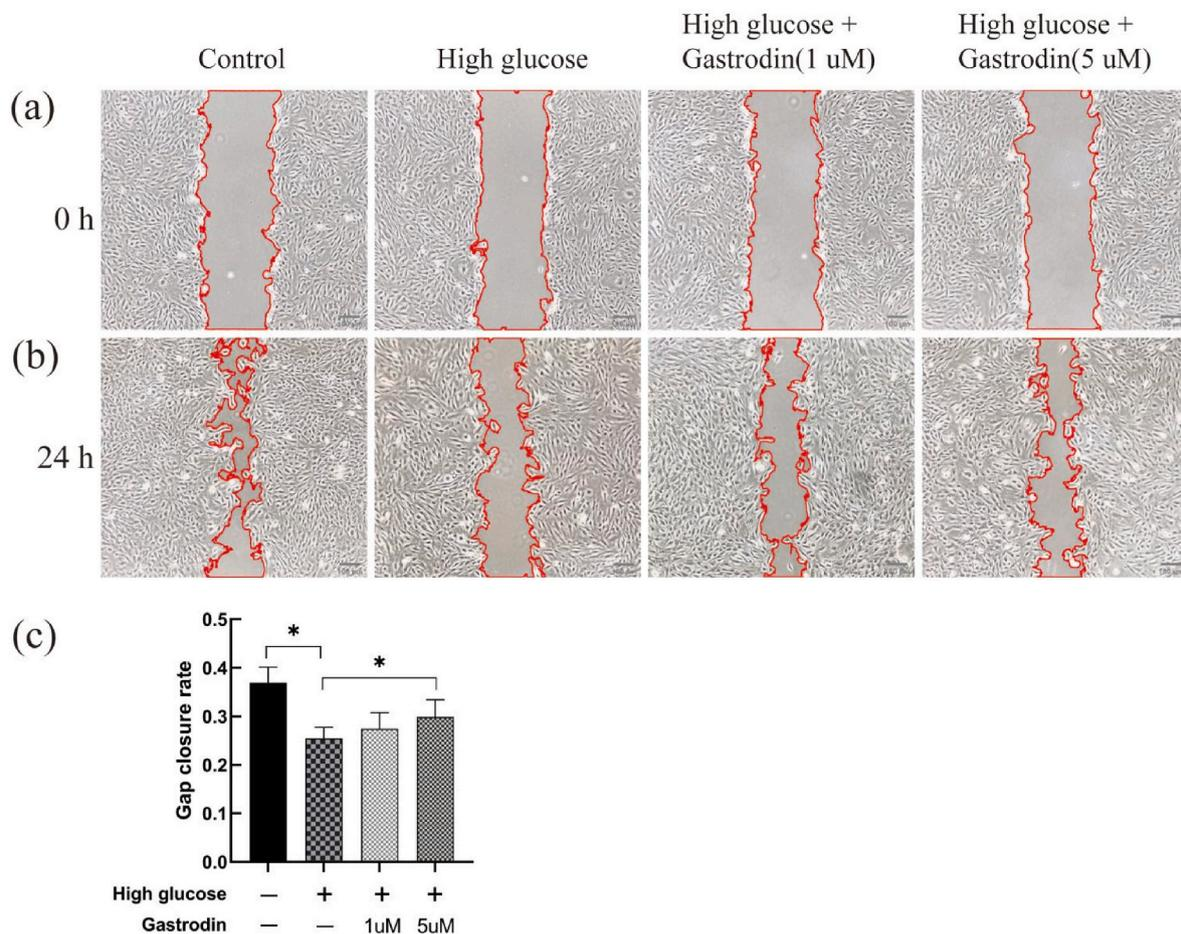 Control
High glucose
High glucose +
Gastrodin(1 uM)
High glucose +
Gastrodin(5 uM)
(a)
0 h
(b)
24 h
(c)
Gap closure rate
0.5
0.4
0.3
0.2
0.1
0.0
*
*
High glucose — + + +
Gastrodin — — 1uM 5uM